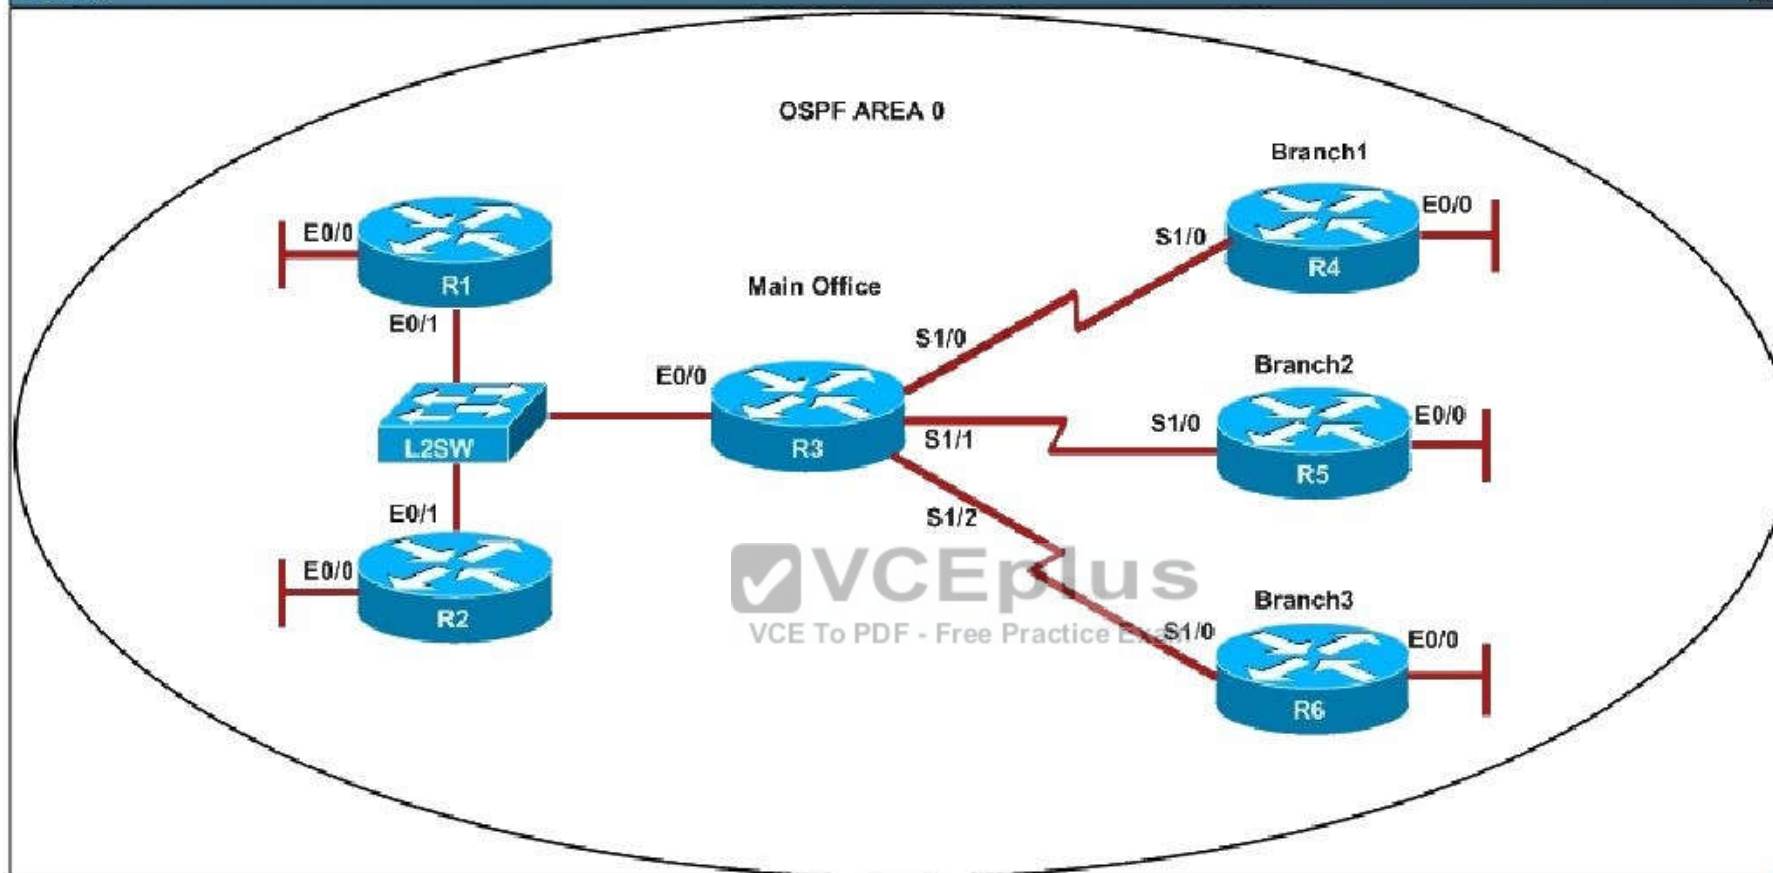 OSPF AREA 0
Branch1
E0/0
R4
S1/0
E0/0
R1
E0/1
Main Office
S1/0
E0/0
R3
S1/1
S1/2
L2SW
Branch2
S1/0
E0/0
R5
E0/1
E0/0
R2
VCEplus
VCE To PDF - Free Practice Exam
Branch3
S1/0
E0/0
R6